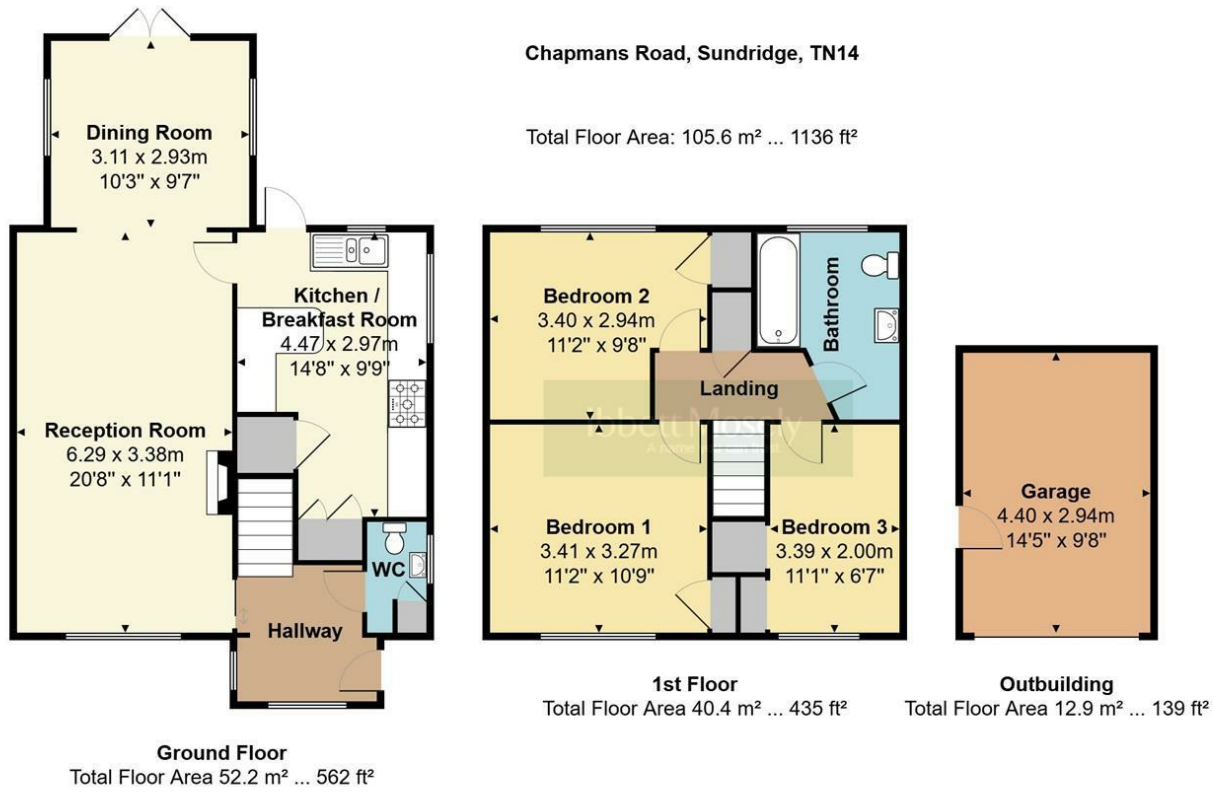 Chapmans Road, Sundridge, TN14
Total Floor Area: 105.6 m² ... 1136 ft²
Dining Room
3.11 x 2.93m
10'3" x 9'7"
Kitchen /
Breakfast Room
4.47 x 2.97m
14'8" x 9'9"
Reception Room
6.29 x 3.38m
20'8" x 11'1"
WC
Hallway
Ground Floor
Total Floor Area 52.2 m² ... 562 ft²
Bedroom 2
3.40 x 2.94m
11'2" x 9'8"
Bathroom
Landing
Ibbett Mosely
Bedroom 1
3.41 x 3.27m
11'2" x 10'9"
Bedroom 3
3.39 x 2.00m
11'1" x 6'7"
1st Floor
Total Floor Area 40.4 m² ... 435 ft²
Garage
4.40 x 2.94m
14'5" x 9'8"
Outbuilding
Total Floor Area 12.9 m² ... 139 ft²